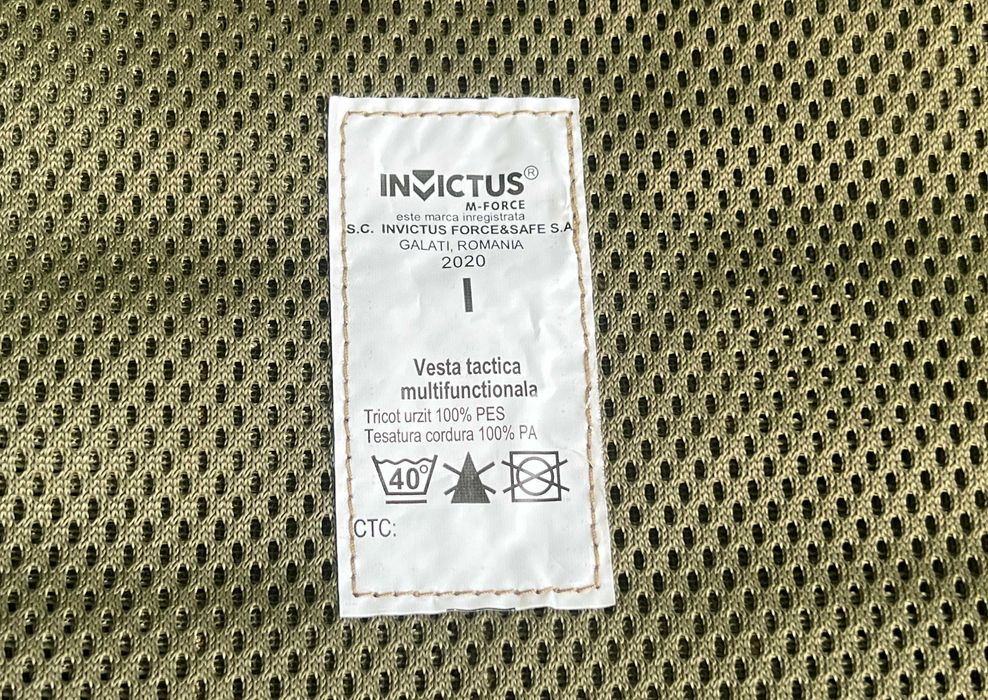 INVICTUS®
M-FORCE
este marca inregistrata
S.C. INVICTUS FORCE&SAFE S.A
GALATI, ROMANIA
2020
I
Vesta tactica
multifunctionala
Tricot urzit 100% PES
Tesatura cordura 100% PA
40°
CTC: